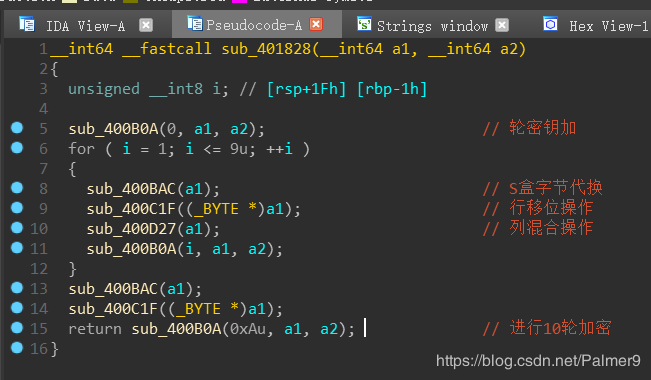 IDA View-A Pseudocode-A Strings window Hex View-1
1 __int64 __fastcall sub_401828(__int64 a1, __int64 a2)
2 {
3 unsigned __int8 i; // [rsp+1Fh] [rbp-1h]
4
5 sub_400B0A(0, a1, a2); // 轮密钥加
6 for ( i = 1; i <= 9u; ++i )
7 {
8 sub_400BAC(a1); // S盒字节代换
9 sub_400C1F((_BYTE *)a1); // 行移位操作
10 sub_400D27(a1); // 列混合操作
11 sub_400B0A(i, a1, a2);
12 }
13 sub_400BAC(a1);
14 sub_400C1F((_BYTE *)a1);
15 return sub_400B0A(0xAu, a1, a2); // 进行10轮加密
16 }
https://blog.csdn.net/Palmer9